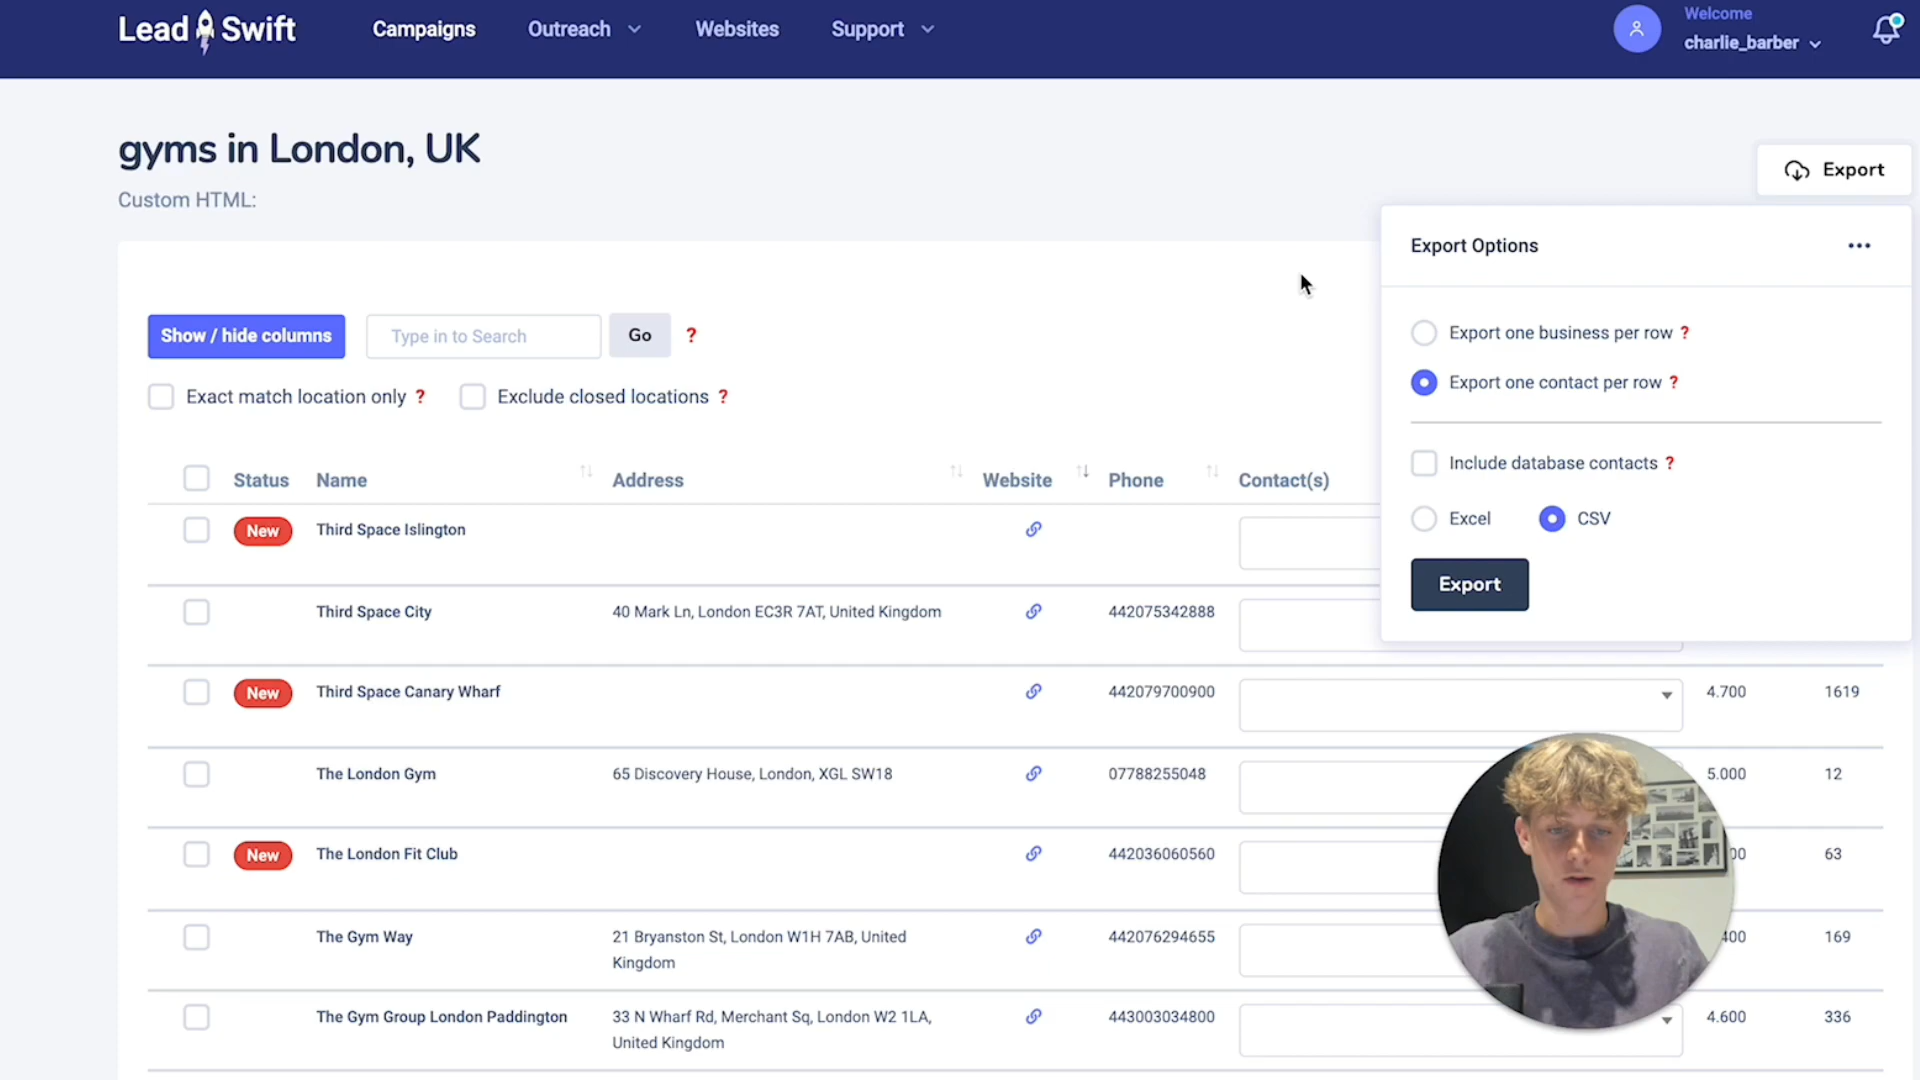 Lead Swift
Campaigns
Outreach
Websites
Support
Welcome
charlie_barber
gyms in London, UK
Custom HTML:
Export
Export Options
Export one business per row ?
Export one contact per row ?
Include database contacts ?
Excel
CSV
Export
Show / hide columns
Type in to Search
Go
?
Exact match location only ?
Exclude closed locations ?
Status
Name
Address
Website
Phone
Contact(s)
New
Third Space Islington
Third Space City
40 Mark Ln, London EC3R 7AT, United Kingdom
442075342888
New
Third Space Canary Wharf
442079700900
4.700
1619
The London Gym
65 Discovery House, London, XGL SW18
07788255048
5.000
12
New
The London Fit Club
442036060560
63
The Gym Way
21 Bryanston St, London W1H 7AB, United
Kingdom
442076294655
169
The Gym Group London Paddington
33 N Wharf Rd, Merchant Sq, London W2 1LA,
United Kingdom
443003034800
4.600
336